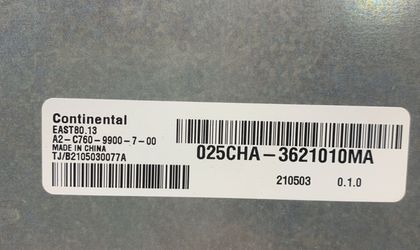 Continental
EAST80.13
A2-C760-9900-7-00
MADE IN CHINA
TJ/B2105030077A
025CHA-3621010MA
210503 0.1.0